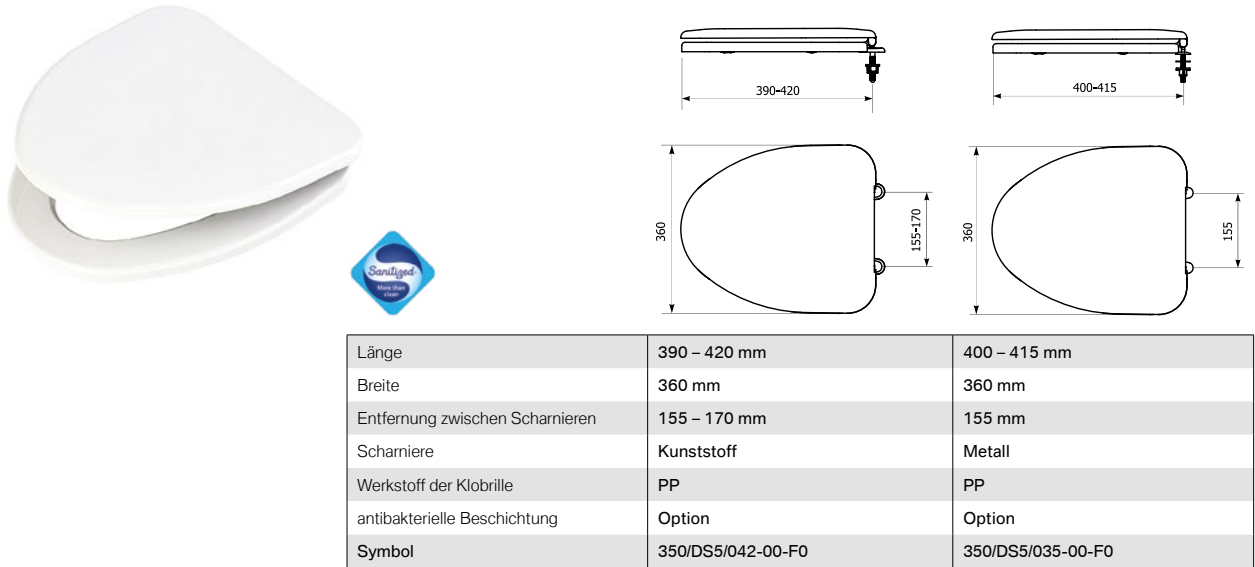 390-420
400-415
360
155-170
360
155
Sanitized
More than
clean
Länge 390 – 420 mm 400 – 415 mm
Breite 360 mm 360 mm
Entfernung zwischen Scharnieren 155 – 170 mm 155 mm
Scharniere Kunststoff Metall
Werkstoff der Klobrille PP PP
antibakterielle Beschichtung Option Option
Symbol 350/DS5/042-00-F0 350/DS5/035-00-F0